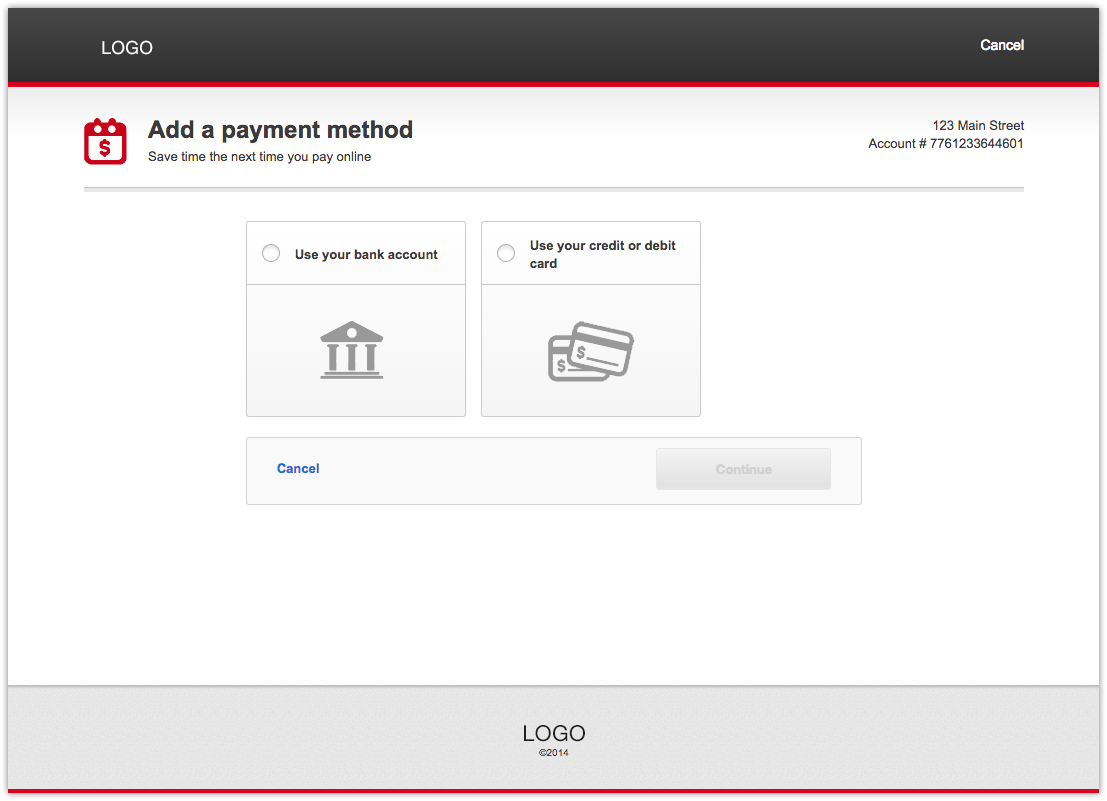 LOGO
Cancel
Add a payment method
Save time the next time you pay online
123 Main Street
Account # 7761233644601
Use your bank account
Use your credit or debit
card
$
$
$
Cancel
Continue
LOGO
©2014